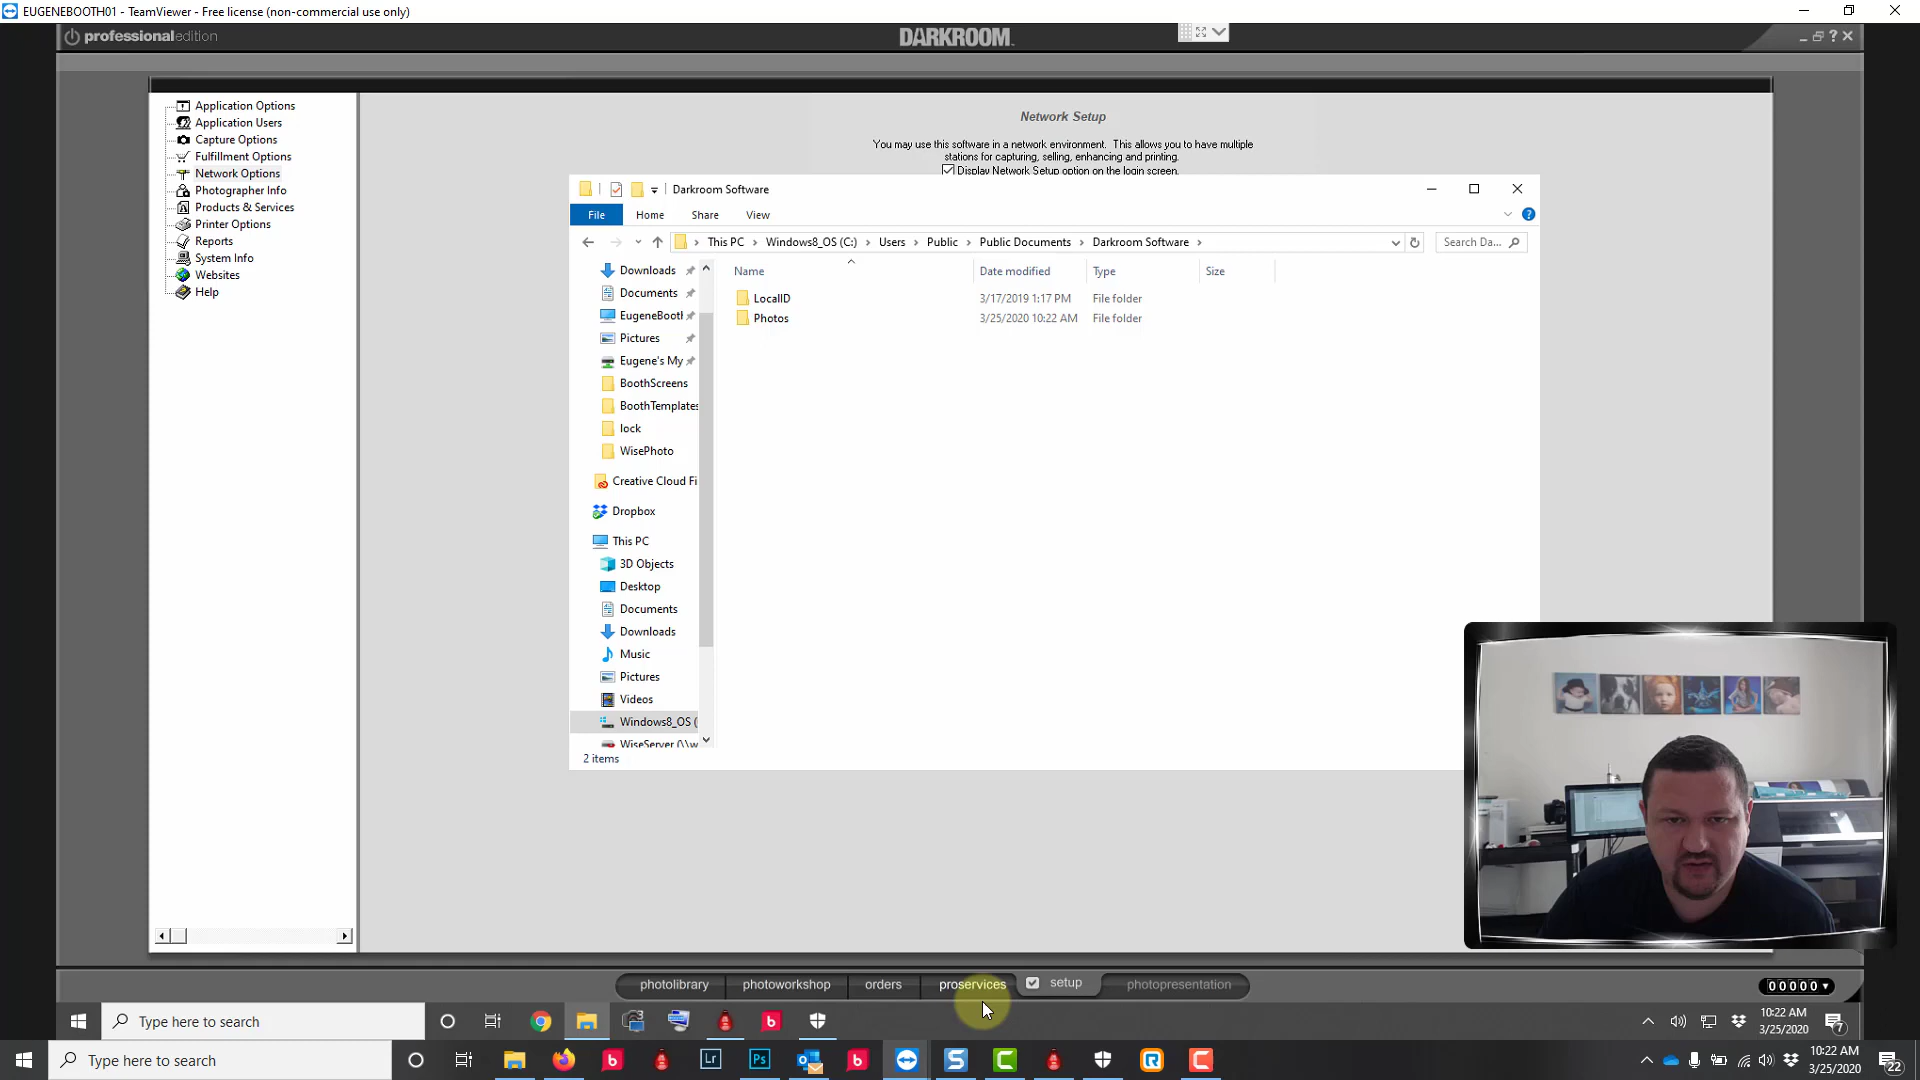 EUGENEBOOTH01 - TeamViewer - Free license (non-commercial use only)
professionaledition
DARKROOM
Application Options
Application Users
Capture Options
Fulfillment Options
Network Options
Photographer Info
Products & Services
Printer Options
Reports
System Info
Websites
Help
Network Setup
You may use this software in a network environment. This allows you to have multiple
stations for capturing, selling, enhancing and printing.
Display Network Setup option on the login screen.
Darkroom Software
File Home Share View
This PC > Windows8_OS (C:) > Users > Public > Public Documents > Darkroom Software >
Search Da...
Name Date modified Type Size
LocalID 3/17/2019 1:17 PM File folder
Photos 3/25/2020 10:22 AM File folder
Downloads
Documents
EugeneBooth
Pictures
Eugene's My
BoothScreens
BoothTemplates
lock
WisePhoto
Creative Cloud Fi
Dropbox
This PC
3D Objects
Desktop
Documents
Downloads
Music
Pictures
Videos
Windows8_OS (
WiseServer (\\w
2 items
photolibrary photoworkshop orders proservices setup photopresentation
00000
Type here to search
10:22 AM
3/25/2020
7
Type here to search
Lr Ps
10:22 AM
3/25/2020
22